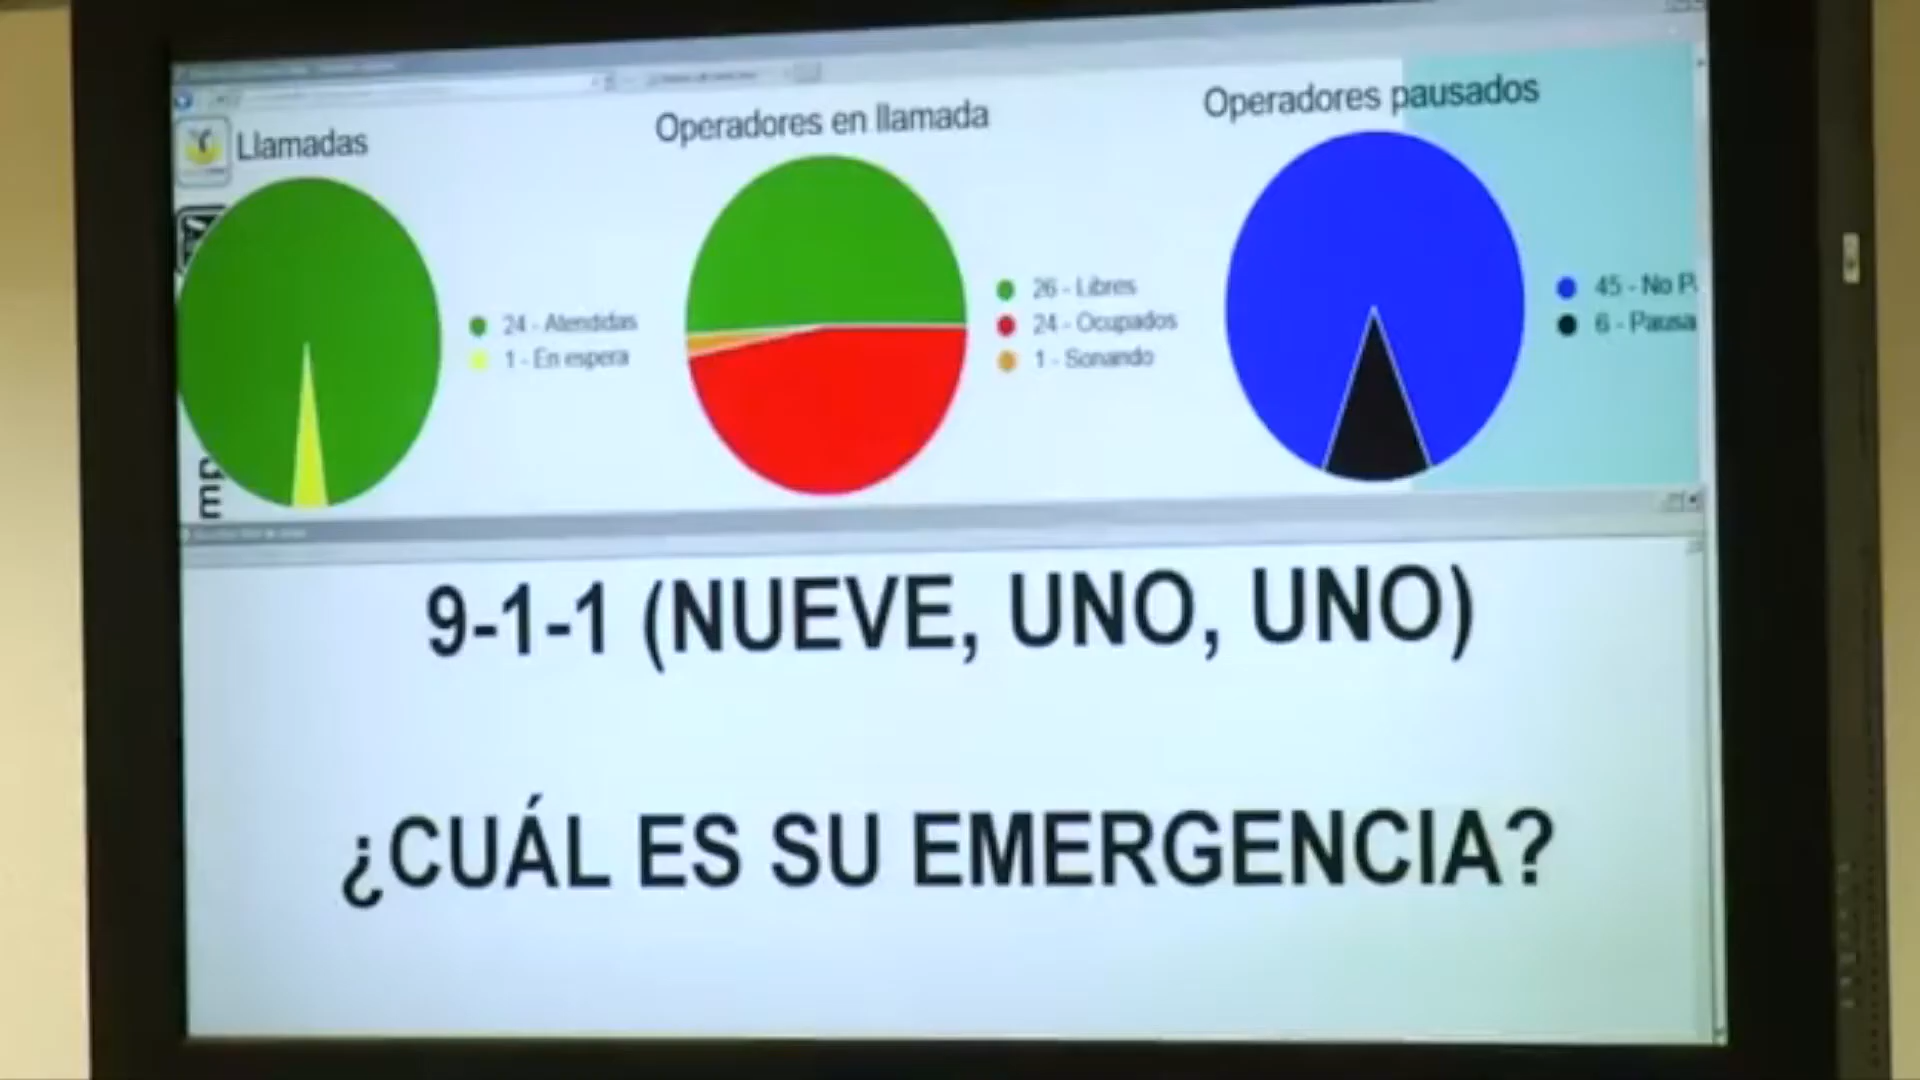 Llamadas
24 - Atendidas
1 - En espera
Operadores en llamada
26 - Libres
24 - Ocupados
1 - Sonando
Operadores pausados
45 - No P
6 - Pausa
9-1-1 (NUEVE, UNO, UNO)
¿CUÁL ES SU EMERGENCIA?